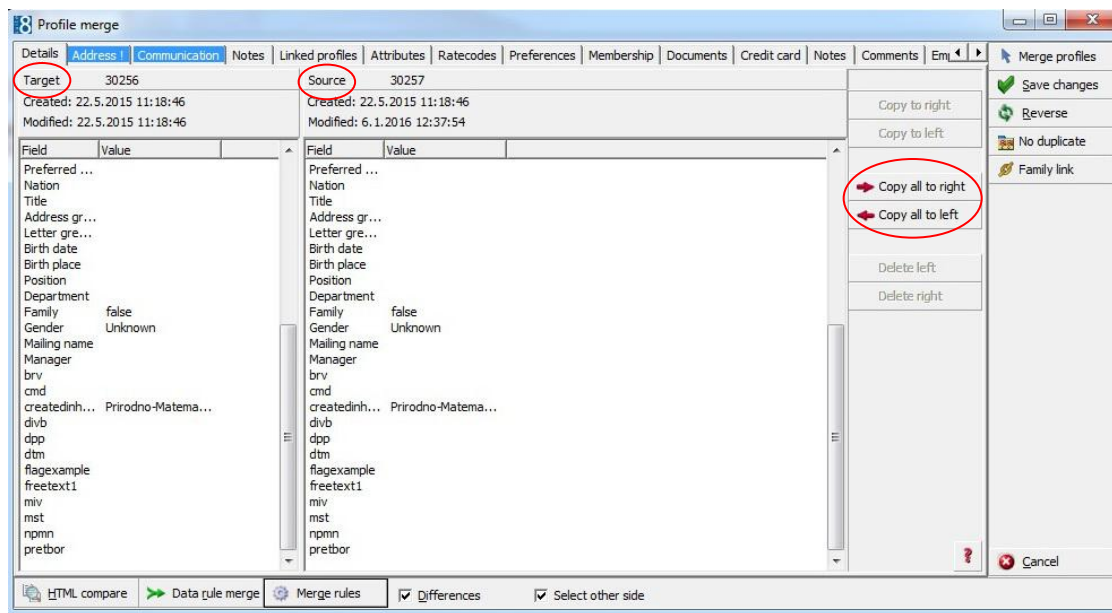 8 Profile merge
Details Address ! Communication Notes Linked profiles Attributes Ratecodes Preferences Membership Documents Credit card Notes Comments
Target 30256 Source 30257
Created: 22.5.2015 11:18:46 Created: 22.5.2015 11:18:46
Modified: 22.5.2015 11:18:46 Modified: 6.1.2016 12:37:54
Field Value Field Value
Preferred ... Preferred ...
Nation Nation
Title Title
Address gr... Address gr...
Letter gre... Letter gre...
Birth date Birth date
Birth place Birth place
Position Position
Department Department
Family false Family false
Gender Unknown Gender Unknown
Mailing name Mailing name
Manager Manager
brv brv
cmd cmd
createdinh... Prirodno-Matema... createdinh... Prirodno-Matema...
divb divb
dpp dpp
dtm dtm
flagexample flagexample
freetext1 freetext1
miv miv
mst mst
npmn npmn
pretbor pretbor
Copy to right
Copy to left
Copy all to right
Copy all to left
Delete left
Delete right
?
Merge profiles
Save changes
Reverse
No duplicate
Family link
Cancel
HTML compare Data rule merge Merge rules Differences Select other side